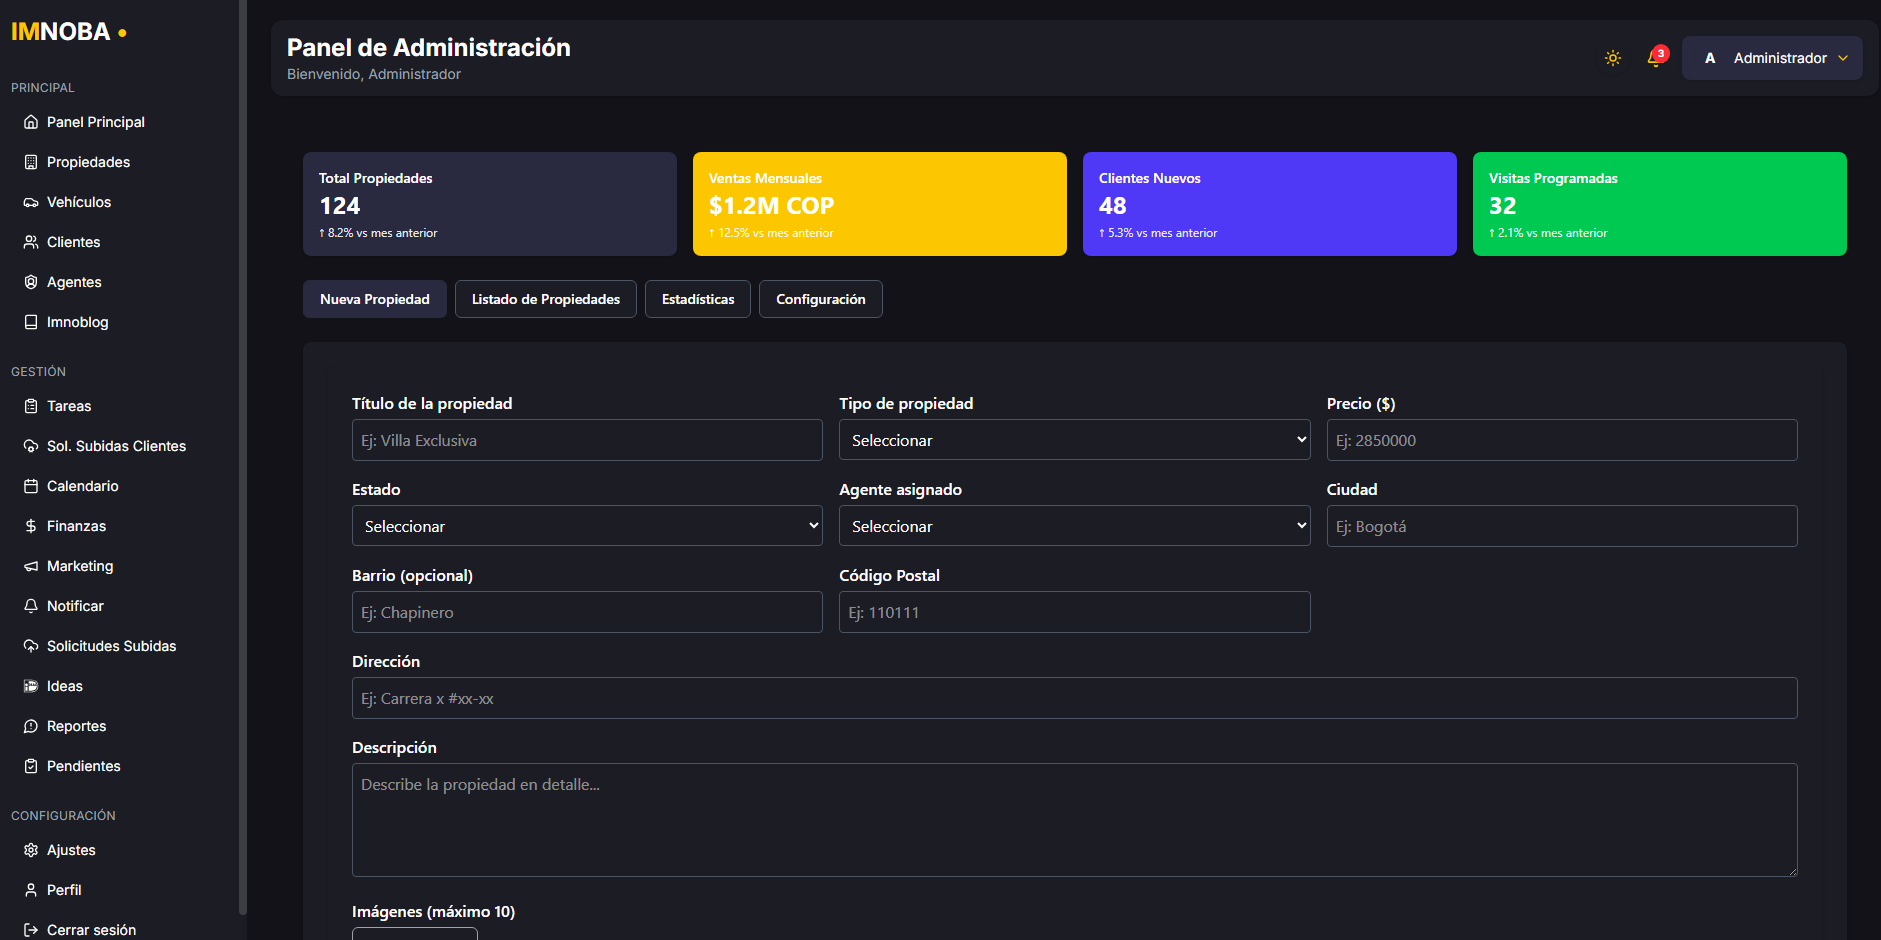 IMNOBA
PRINCIPAL
Panel Principal
Propiedades
Vehículos
Clientes
Agentes
Imnoblog
GESTIÓN
Tareas
Sol. Subidas Clientes
Calendario
Finanzas
Marketing
Notificar
Solicitudes Subidas
Ideas
Reportes
Pendientes
CONFIGURACIÓN
Ajustes
Perfil
Cerrar sesión
Panel de Administración
Bienvenido, Administrador
3
A Administrador
Total Propiedades
124
↑ 8.2% vs mes anterior
Ventas Mensuales
$1.2M COP
↑ 12.5% vs mes anterior
Clientes Nuevos
48
↑ 5.3% vs mes anterior
Visitas Programadas
32
↑ 2.1% vs mes anterior
Nueva Propiedad
Listado de Propiedades
Estadísticas
Configuración
Título de la propiedad
Ej: Villa Exclusiva
Tipo de propiedad
Seleccionar
Precio ($)
Ej: 2850000
Estado
Seleccionar
Agente asignado
Seleccionar
Ciudad
Ej: Bogotá
Barrio (opcional)
Ej: Chapinero
Código Postal
Ej: 110111
Dirección
Ej: Carrera x #xx-xx
Descripción
Describe la propiedad en detalle...
Imágenes (máximo 10)